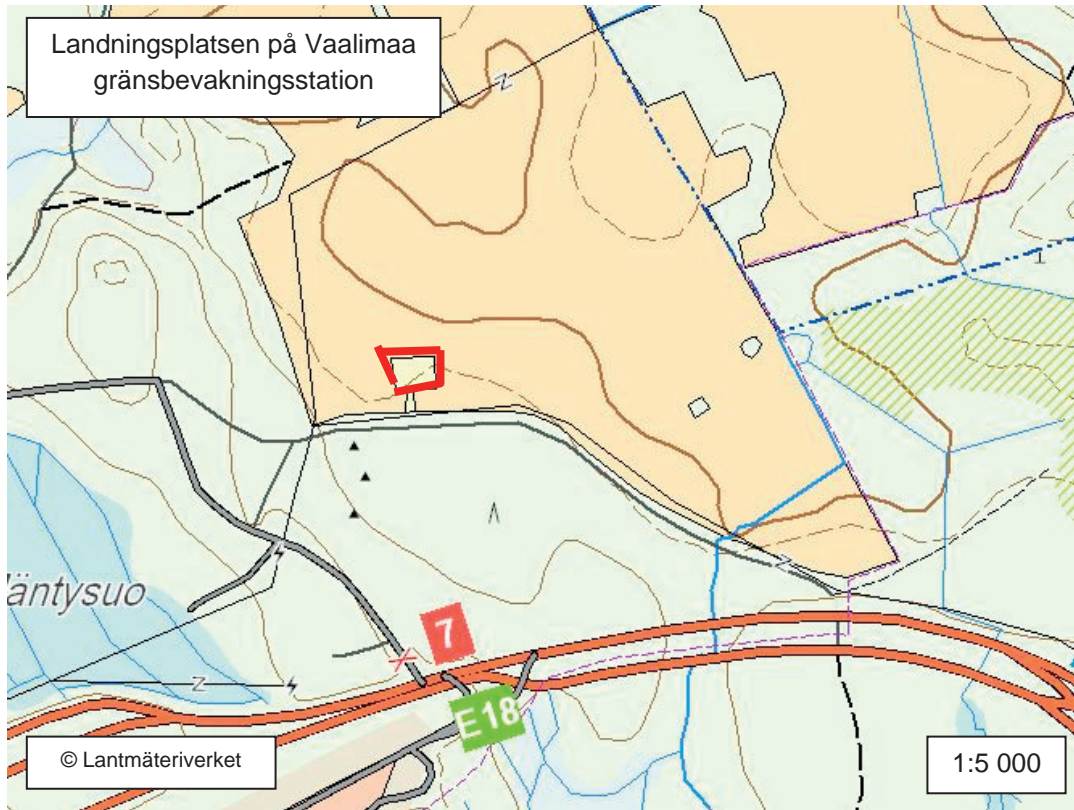 Landningsplatsen på Vaalimaa
gränsbevakningsstation
äntysuo
7
E18
© Lantmäteriverket
1:5 000